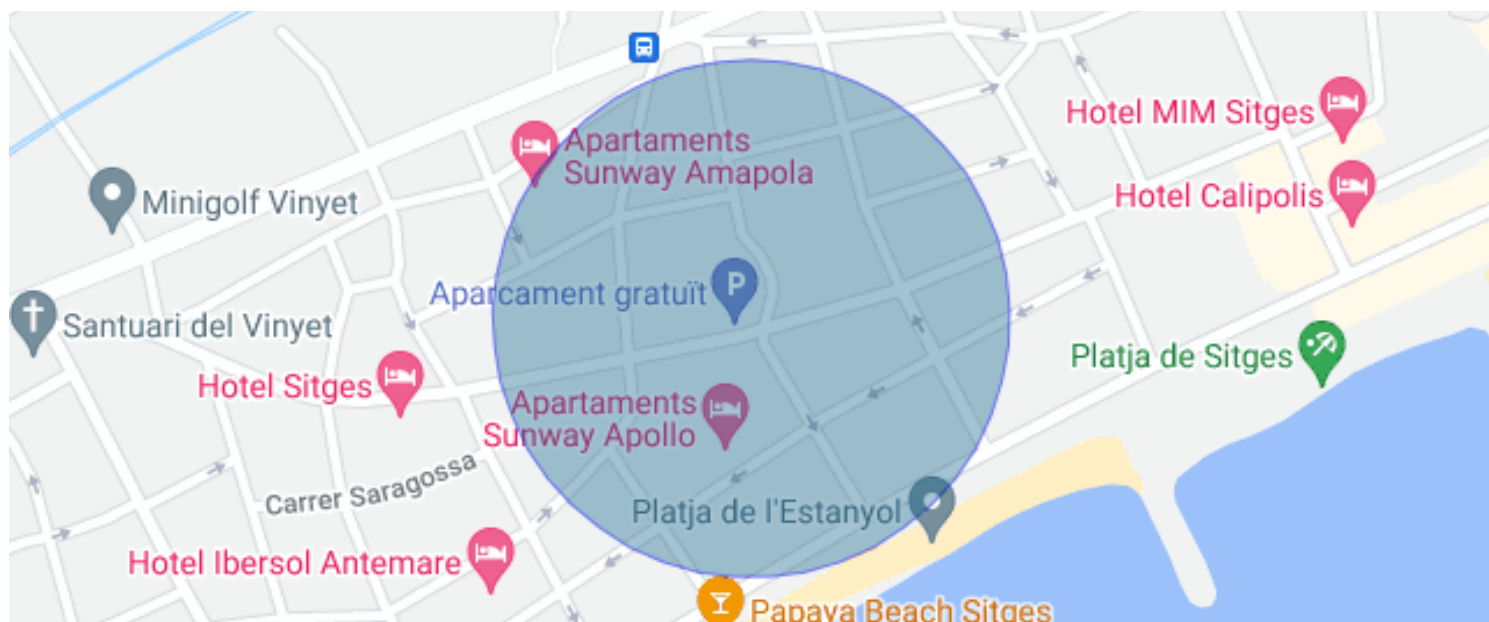 Hotel MIM Sitges
Apartaments
Sunway Amapola
Hotel Calipolis
Minigolf Vinyet
P
Aparcament gratuït
Santuari del Vinyet
Platja de Sitges
Hotel Sitges
Apartaments
Sunway Apollo
Carrer Saragossa
Platja de l'Estanyol
Hotel Ibersol Antemare
Papaya Beach Sitges